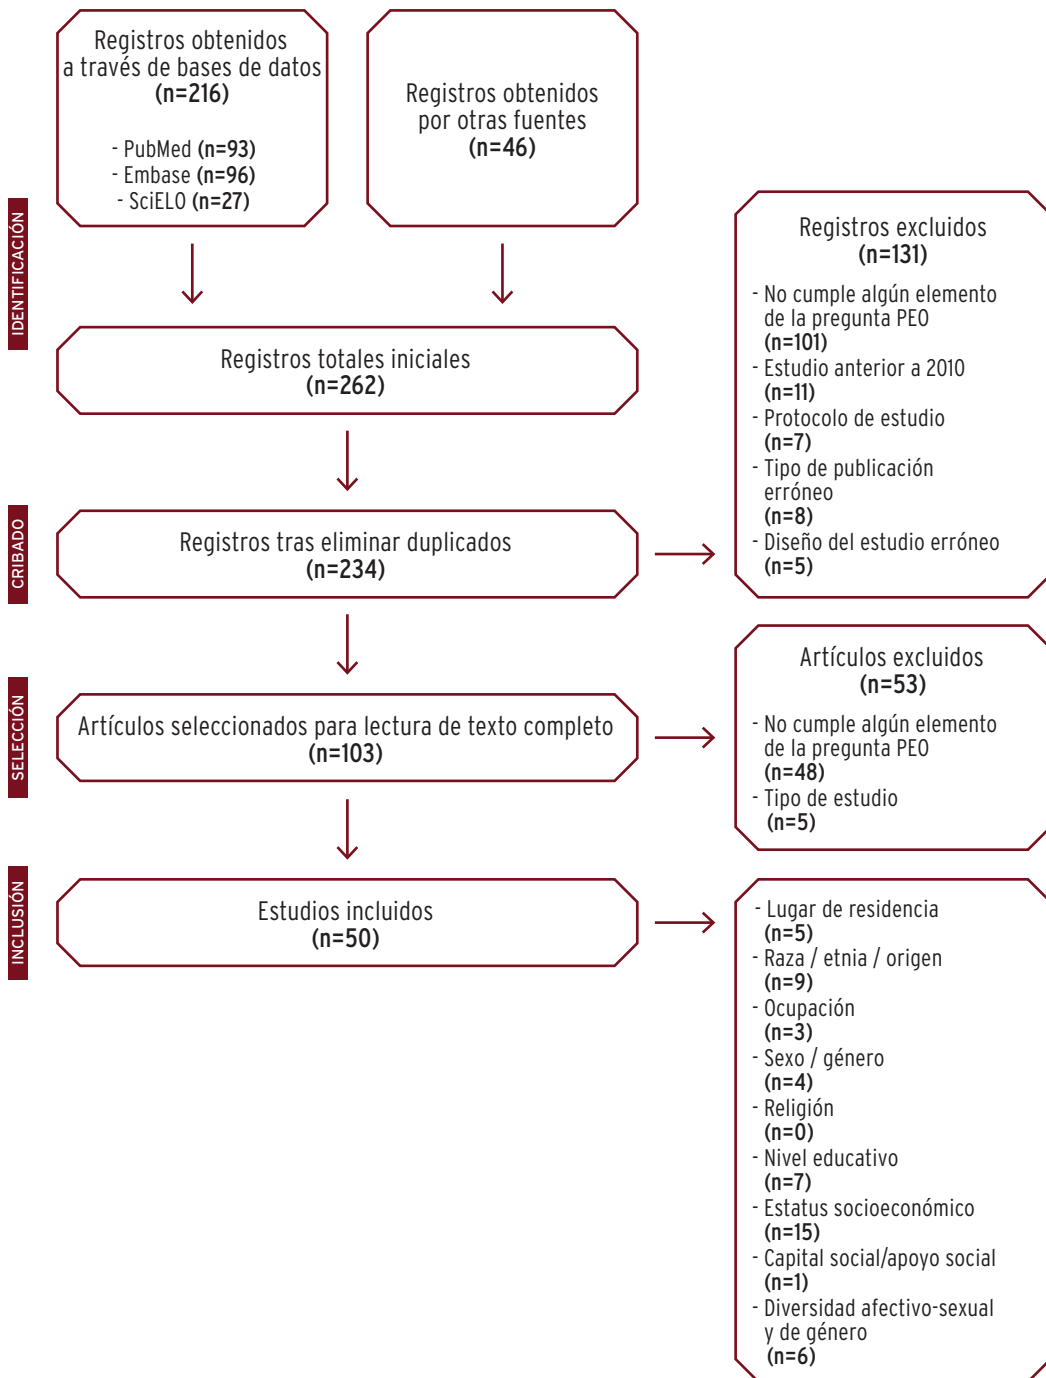 Registros obtenidos
a través de bases de datos
(n=216)
- PubMed (n=93)
- Embase (n=96)
- SciELO (n=27)
Registros obtenidos
por otras fuentes
(n=46)
IDENTIFICACIÓN
Registros totales iniciales
(n=262)
CRIBADO
Registros tras eliminar duplicados
(n=234)
Registros excluidos
(n=131)
- No cumple algún elemento
de la pregunta PEO
(n=101)
- Estudio anterior a 2010
(n=11)
- Protocolo de estudio
(n=7)
- Tipo de publicación
erróneo
(n=8)
- Diseño del estudio erróneo
(n=5)
SELECCIÓN
Artículos seleccionados para lectura de texto completo
(n=103)
Artículos excluidos
(n=53)
- No cumple algún elemento
de la pregunta PEO
(n=48)
- Tipo de estudio
(n=5)
INCLUSIÓN
Estudios incluidos
(n=50)
- Lugar de residencia
(n=5)
- Raza / etnia / origen
(n=9)
- Ocupación
(n=3)
- Sexo / género
(n=4)
- Religión
(n=0)
- Nivel educativo
(n=7)
- Estatus socioeconómico
(n=15)
- Capital social/apoyo social
(n=1)
- Diversidad afectivo-sexual
y de género
(n=6)